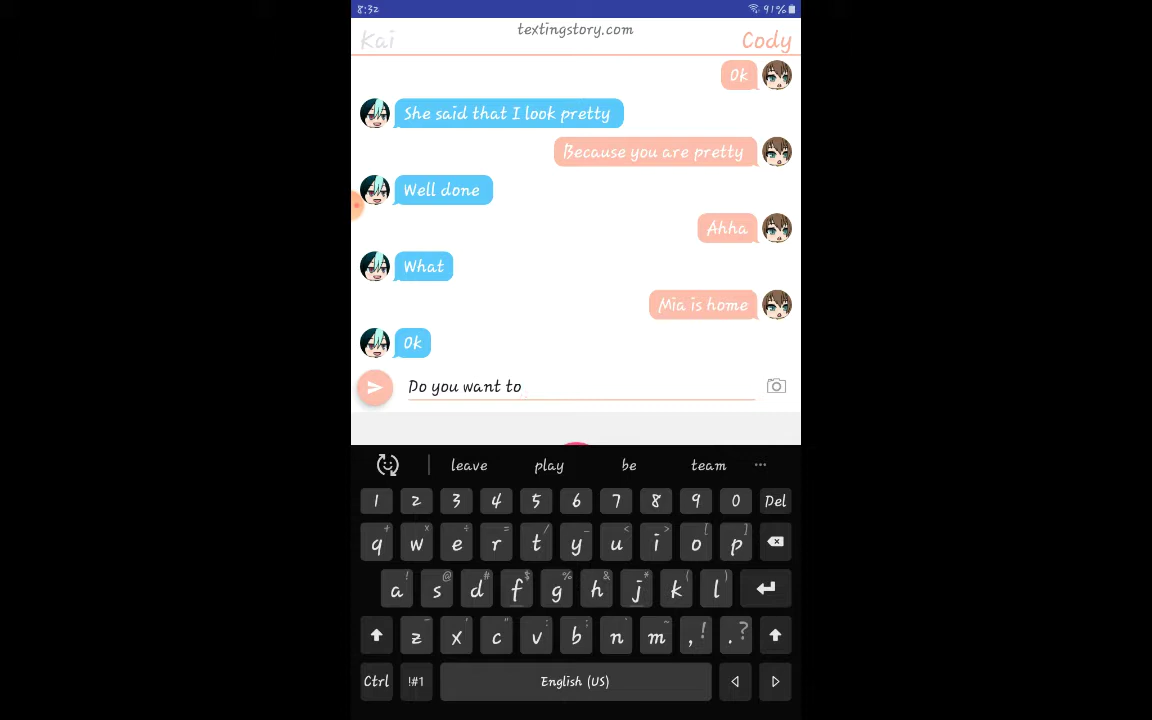 8:32
91%
textingstory.com
Kai
Cody
Ok
She said that I look pretty
Because you are pretty
Well done
Ahha
What
Mia is home
Ok
Do you want to
leave play be team ...
1 2 3 4 5 6 7 8 9 0 Del
+ × ÷ = / _ < > [ ]
q w e r t y u i o p
! @ # $ % & * ( )
a s d f g h j k l
- ' " : ; ~ ! ?
z x c v b n m , .
Ctrl !#1 English (US)